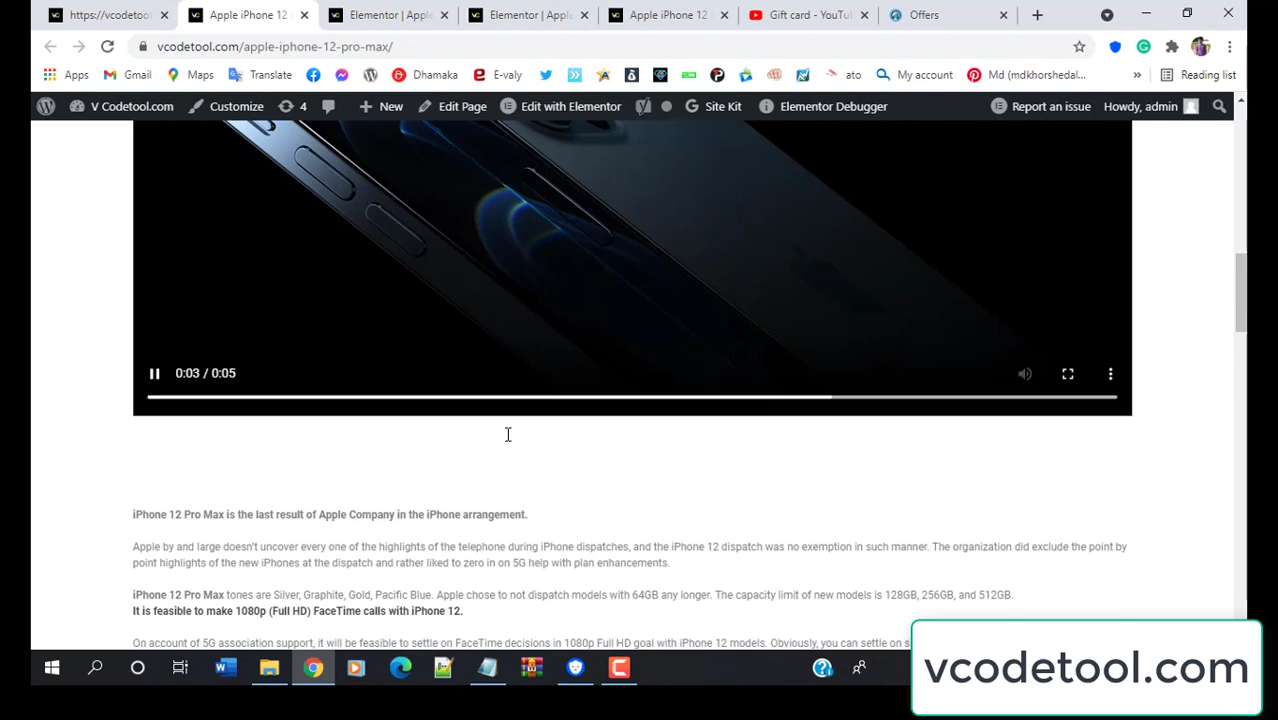 https://vcodetool
Apple iPhone 12
Elementor | Apple
Elementor | Apple
Apple iPhone 12
Gift card - YouTu
Offers
vcodetool.com/apple-iphone-12-pro-max/
Apps
Gmail
Maps
Translate
Dhamaka
E-valy
ato
My account
Md (mdkhorshedal...
Reading list
V Codetool.com
Customize
4
New
Edit Page
Edit with Elementor
Site Kit
Elementor Debugger
Report an issue
Howdy, admin
0:03 / 0:05
iPhone 12 Pro Max is the last result of Apple Company in the iPhone arrangement.
Apple by and large doesn't uncover every one of the highlights of the telephone during iPhone dispatches, and the iPhone 12 dispatch was no exemption in such manner. The organization did exclude the point by
point highlights of the new iPhones at the dispatch and rather liked to zero in on 5G help with plan enhancements.
iPhone 12 Pro Max tones are Silver, Graphite, Gold, Pacific Blue. Apple chose to not dispatch models with 64GB any longer. The capacity limit of new models is 128GB, 256GB, and 512GB.
It is feasible to make 1080p (Full HD) FaceTime calls with iPhone 12.
On account of 5G association support, it will be feasible to settle on FaceTime decisions in 1080p Full HD goal with iPhone 12 models. Obviously, you can settle on
vcodetool.com